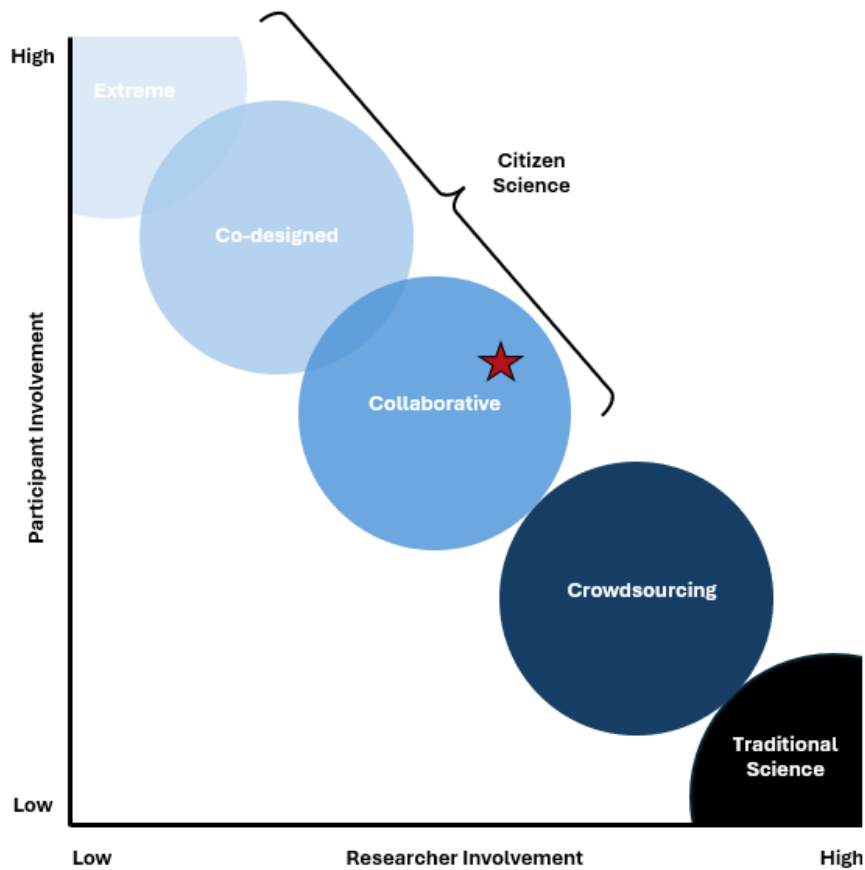 High
Extreme
Citizen
Science
Co-designed
Participant Involvement
Collaborative
Crowdsourcing
Traditional
Science
Low
Low
Researcher Involvement
High